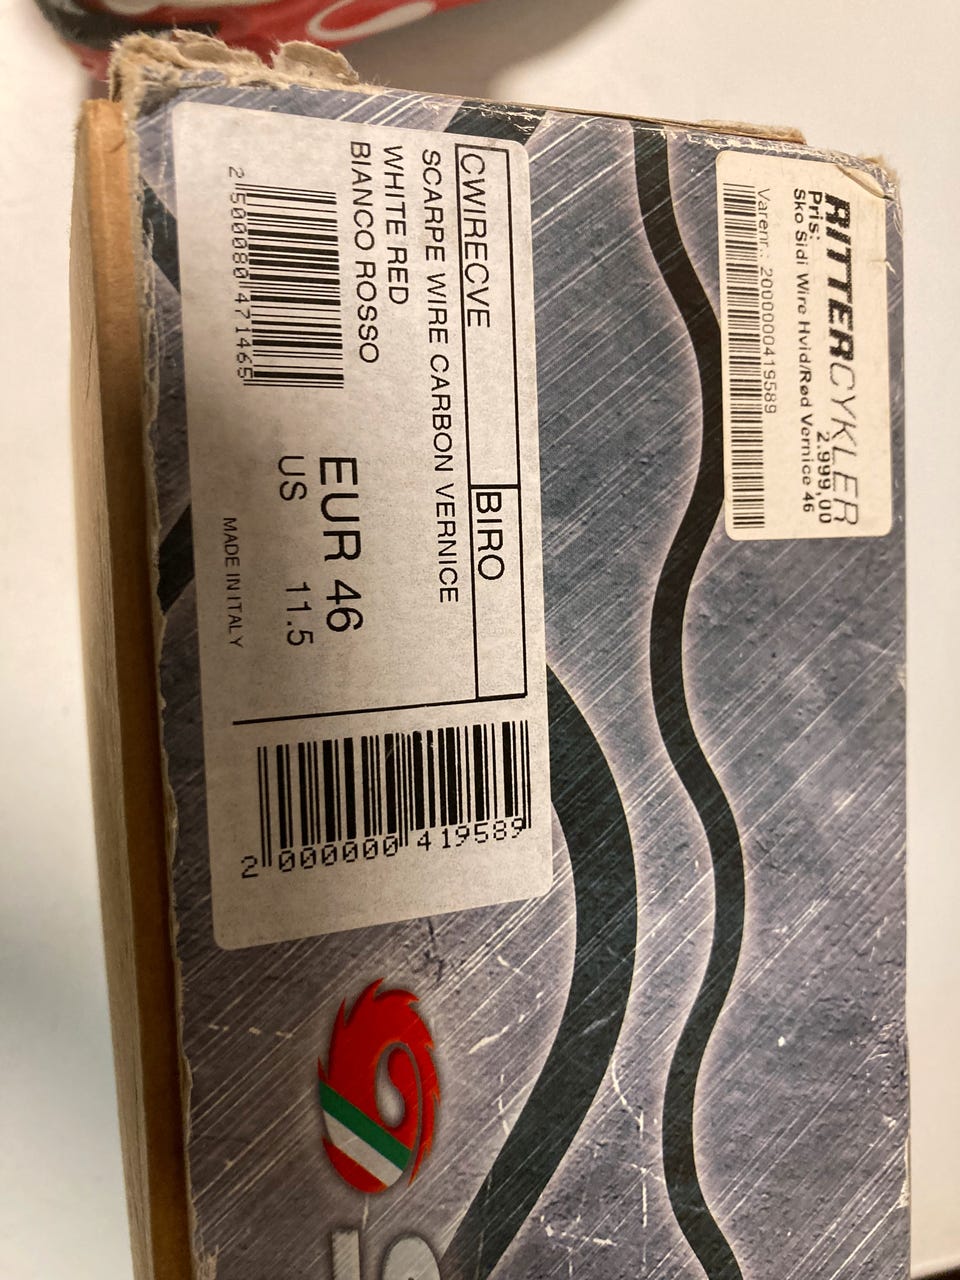 RITTERCYKLER
Pris: 2.999,00
Sko Sidi Wire Hvid/Rød Vernice 46
Varenr.: 2000000419589
CWIRECVE BIRO
SCARPE WIRE CARBON VERNICE
WHITE RED
BIANCO ROSSO
EUR 46
US 11.5
2 500080 471465
MADE IN ITALY
2 000000 419589